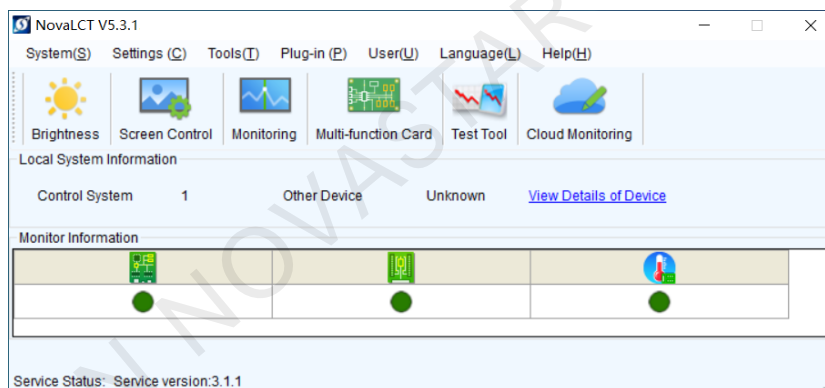 NovaLCT V5.3.1
System(S) Settings (C) Tools(T) Plug-in (P) User(U) Language(L) Help(H)
Brightness Screen Control Monitoring Multi-function Card Test Tool Cloud Monitoring
Local System Information
Control System 1 Other Device Unknown View Details of Device
Monitor Information
Service Status: Service version:3.1.1
N NOVASTAR